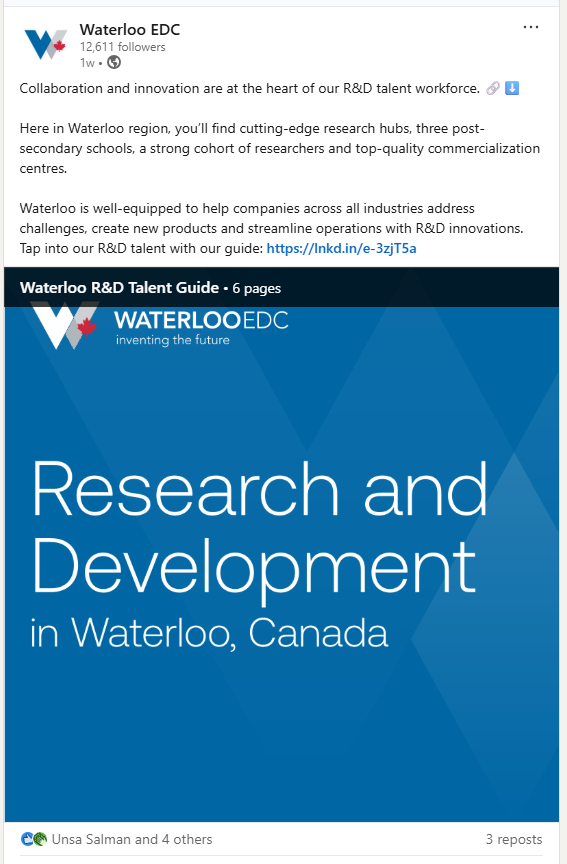 Waterloo EDC
12,611 followers
1w •
Collaboration and innovation are at the heart of our R&D talent workforce. 🔗 ⬇️
Here in Waterloo region, you'll find cutting-edge research hubs, three post-
secondary schools, a strong cohort of researchers and top-quality commercialization
centres.
Waterloo is well-equipped to help companies across all industries address
challenges, create new products and streamline operations with R&D innovations.
Tap into our R&D talent with our guide: https://lnkd.in/e-3zjT5a
Waterloo R&D Talent Guide • 6 pages
WATERLOOEDC
inventing the future
Research and
Development
in Waterloo, Canada
Unsa Salman and 4 others 3 reposts